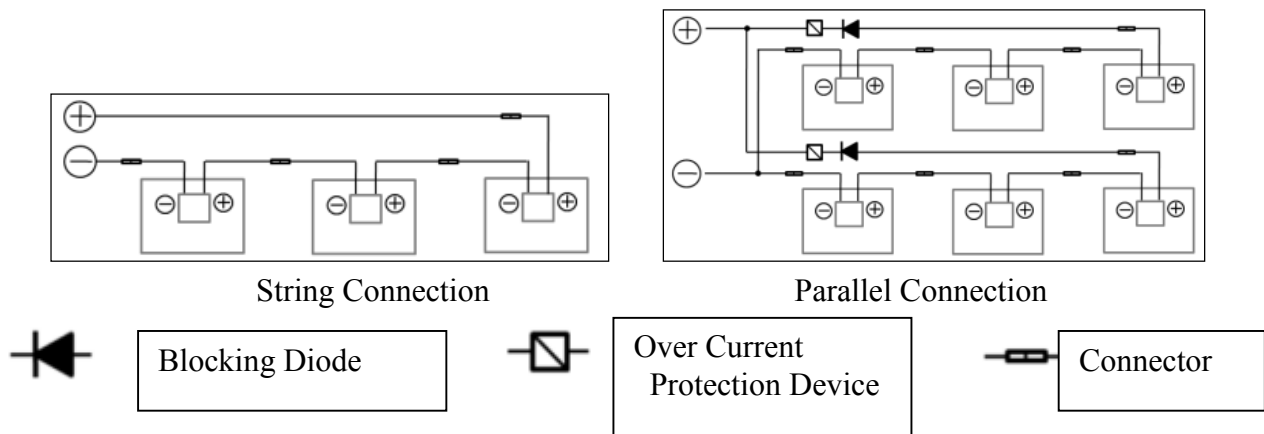 String Connection
Parallel Connection
Blocking Diode
Over Current
Protection Device
Connector